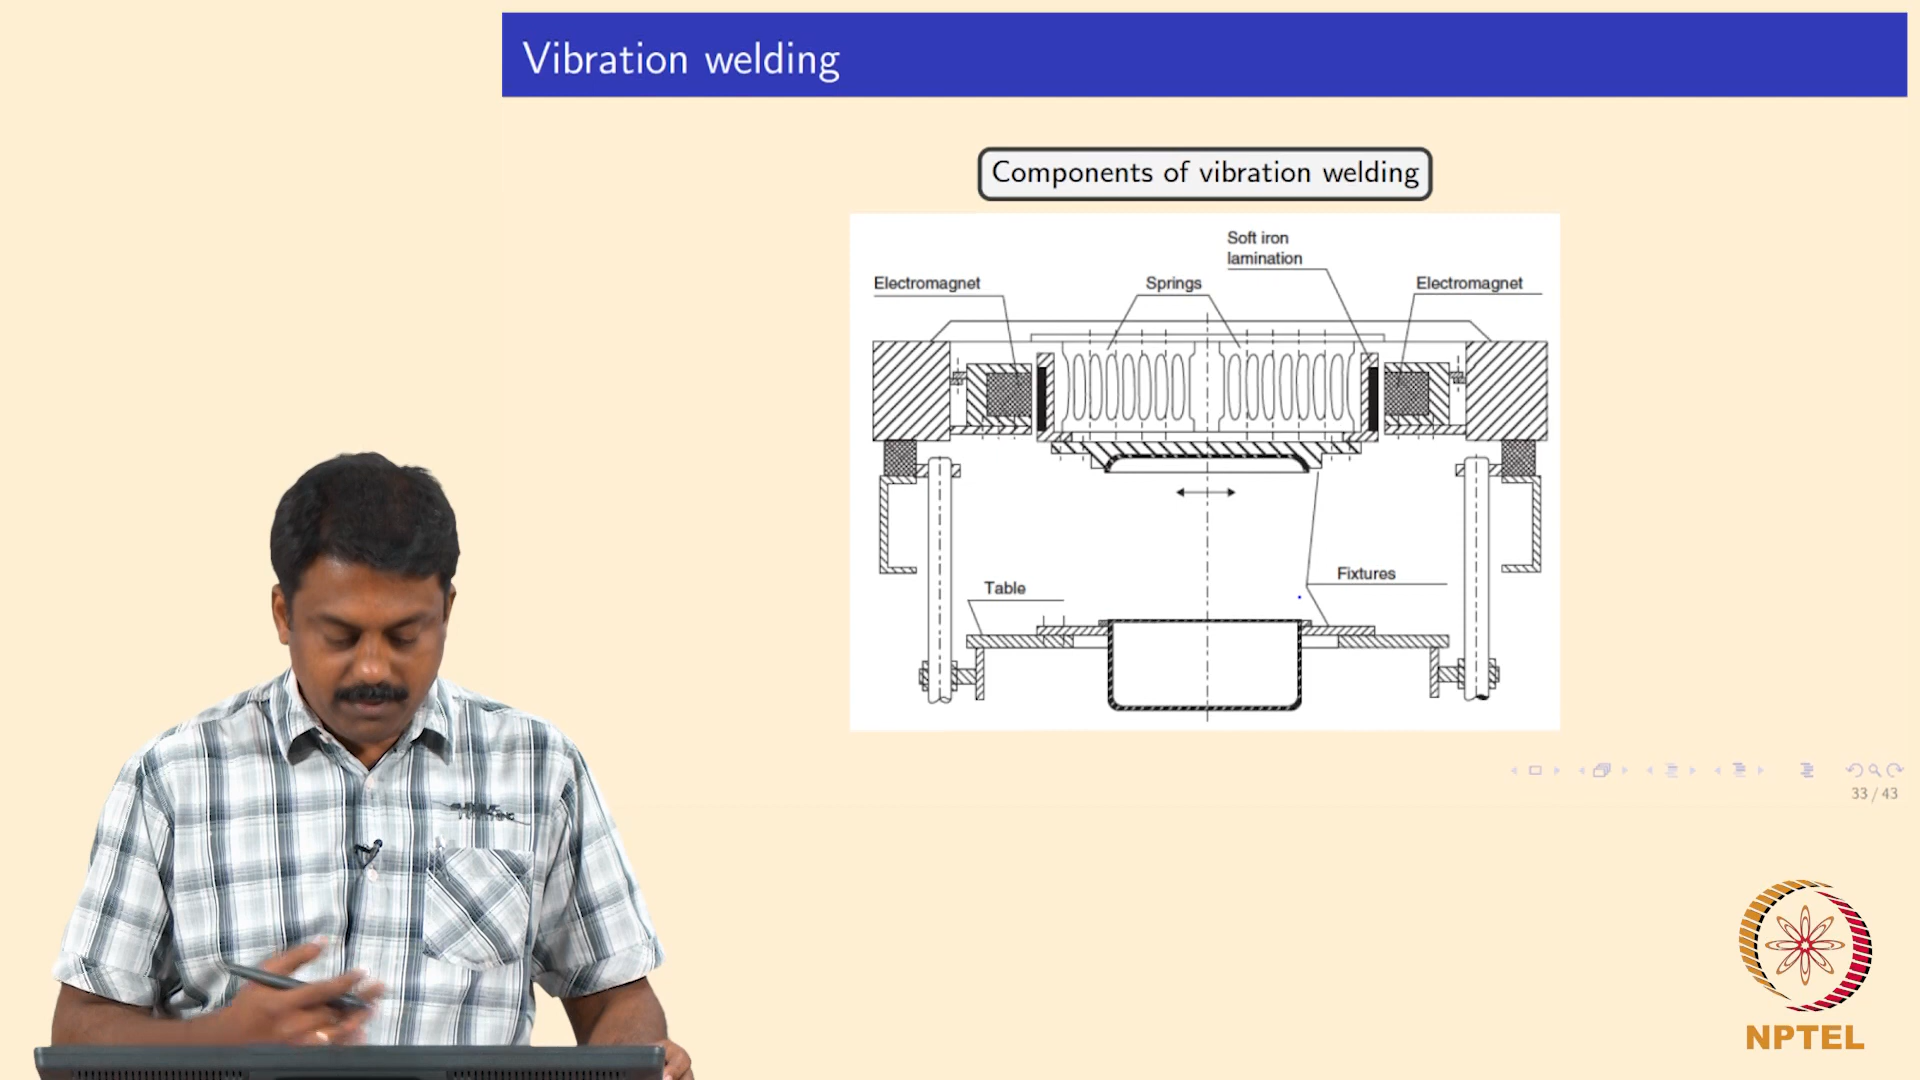 Vibration welding
Components of vibration welding
Soft iron
lamination
Electromagnet
Springs
Electromagnet
Table
Fixtures
33 / 43
NPTEL